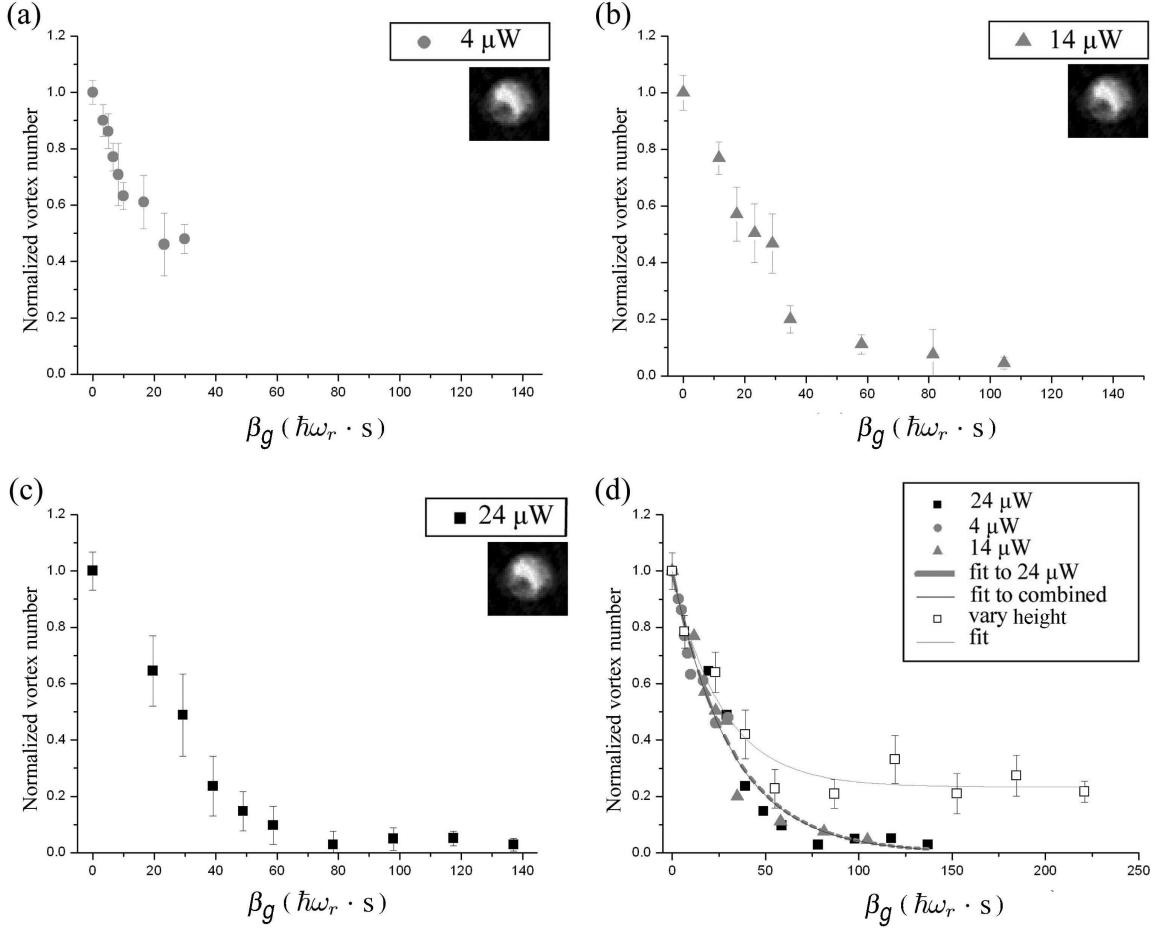 (a)
4 μW
Normalized vortex number
1.2
1.0
0.8
0.6
0.4
0.2
0.0
0 20 40 60 80 100 120 140
βg (ℏωr · s)
(b)
14 μW
Normalized vortex number
1.2
1.0
0.8
0.6
0.4
0.2
0.0
0 20 40 60 80 100 120 140
βg (ℏωr · s)
(c)
24 μW
Normalized vortex number
1.2
1.0
0.8
0.6
0.4
0.2
0.0
0 20 40 60 80 100 120 140
βg (ℏωr · s)
(d)
24 μW
4 μW
14 μW
fit to 24 μW
fit to combined
vary height
fit
Normalized vortex number
1.2
1.0
0.8
0.6
0.4
0.2
0.0
0 50 100 150 200 250
βg (ℏωr · s)